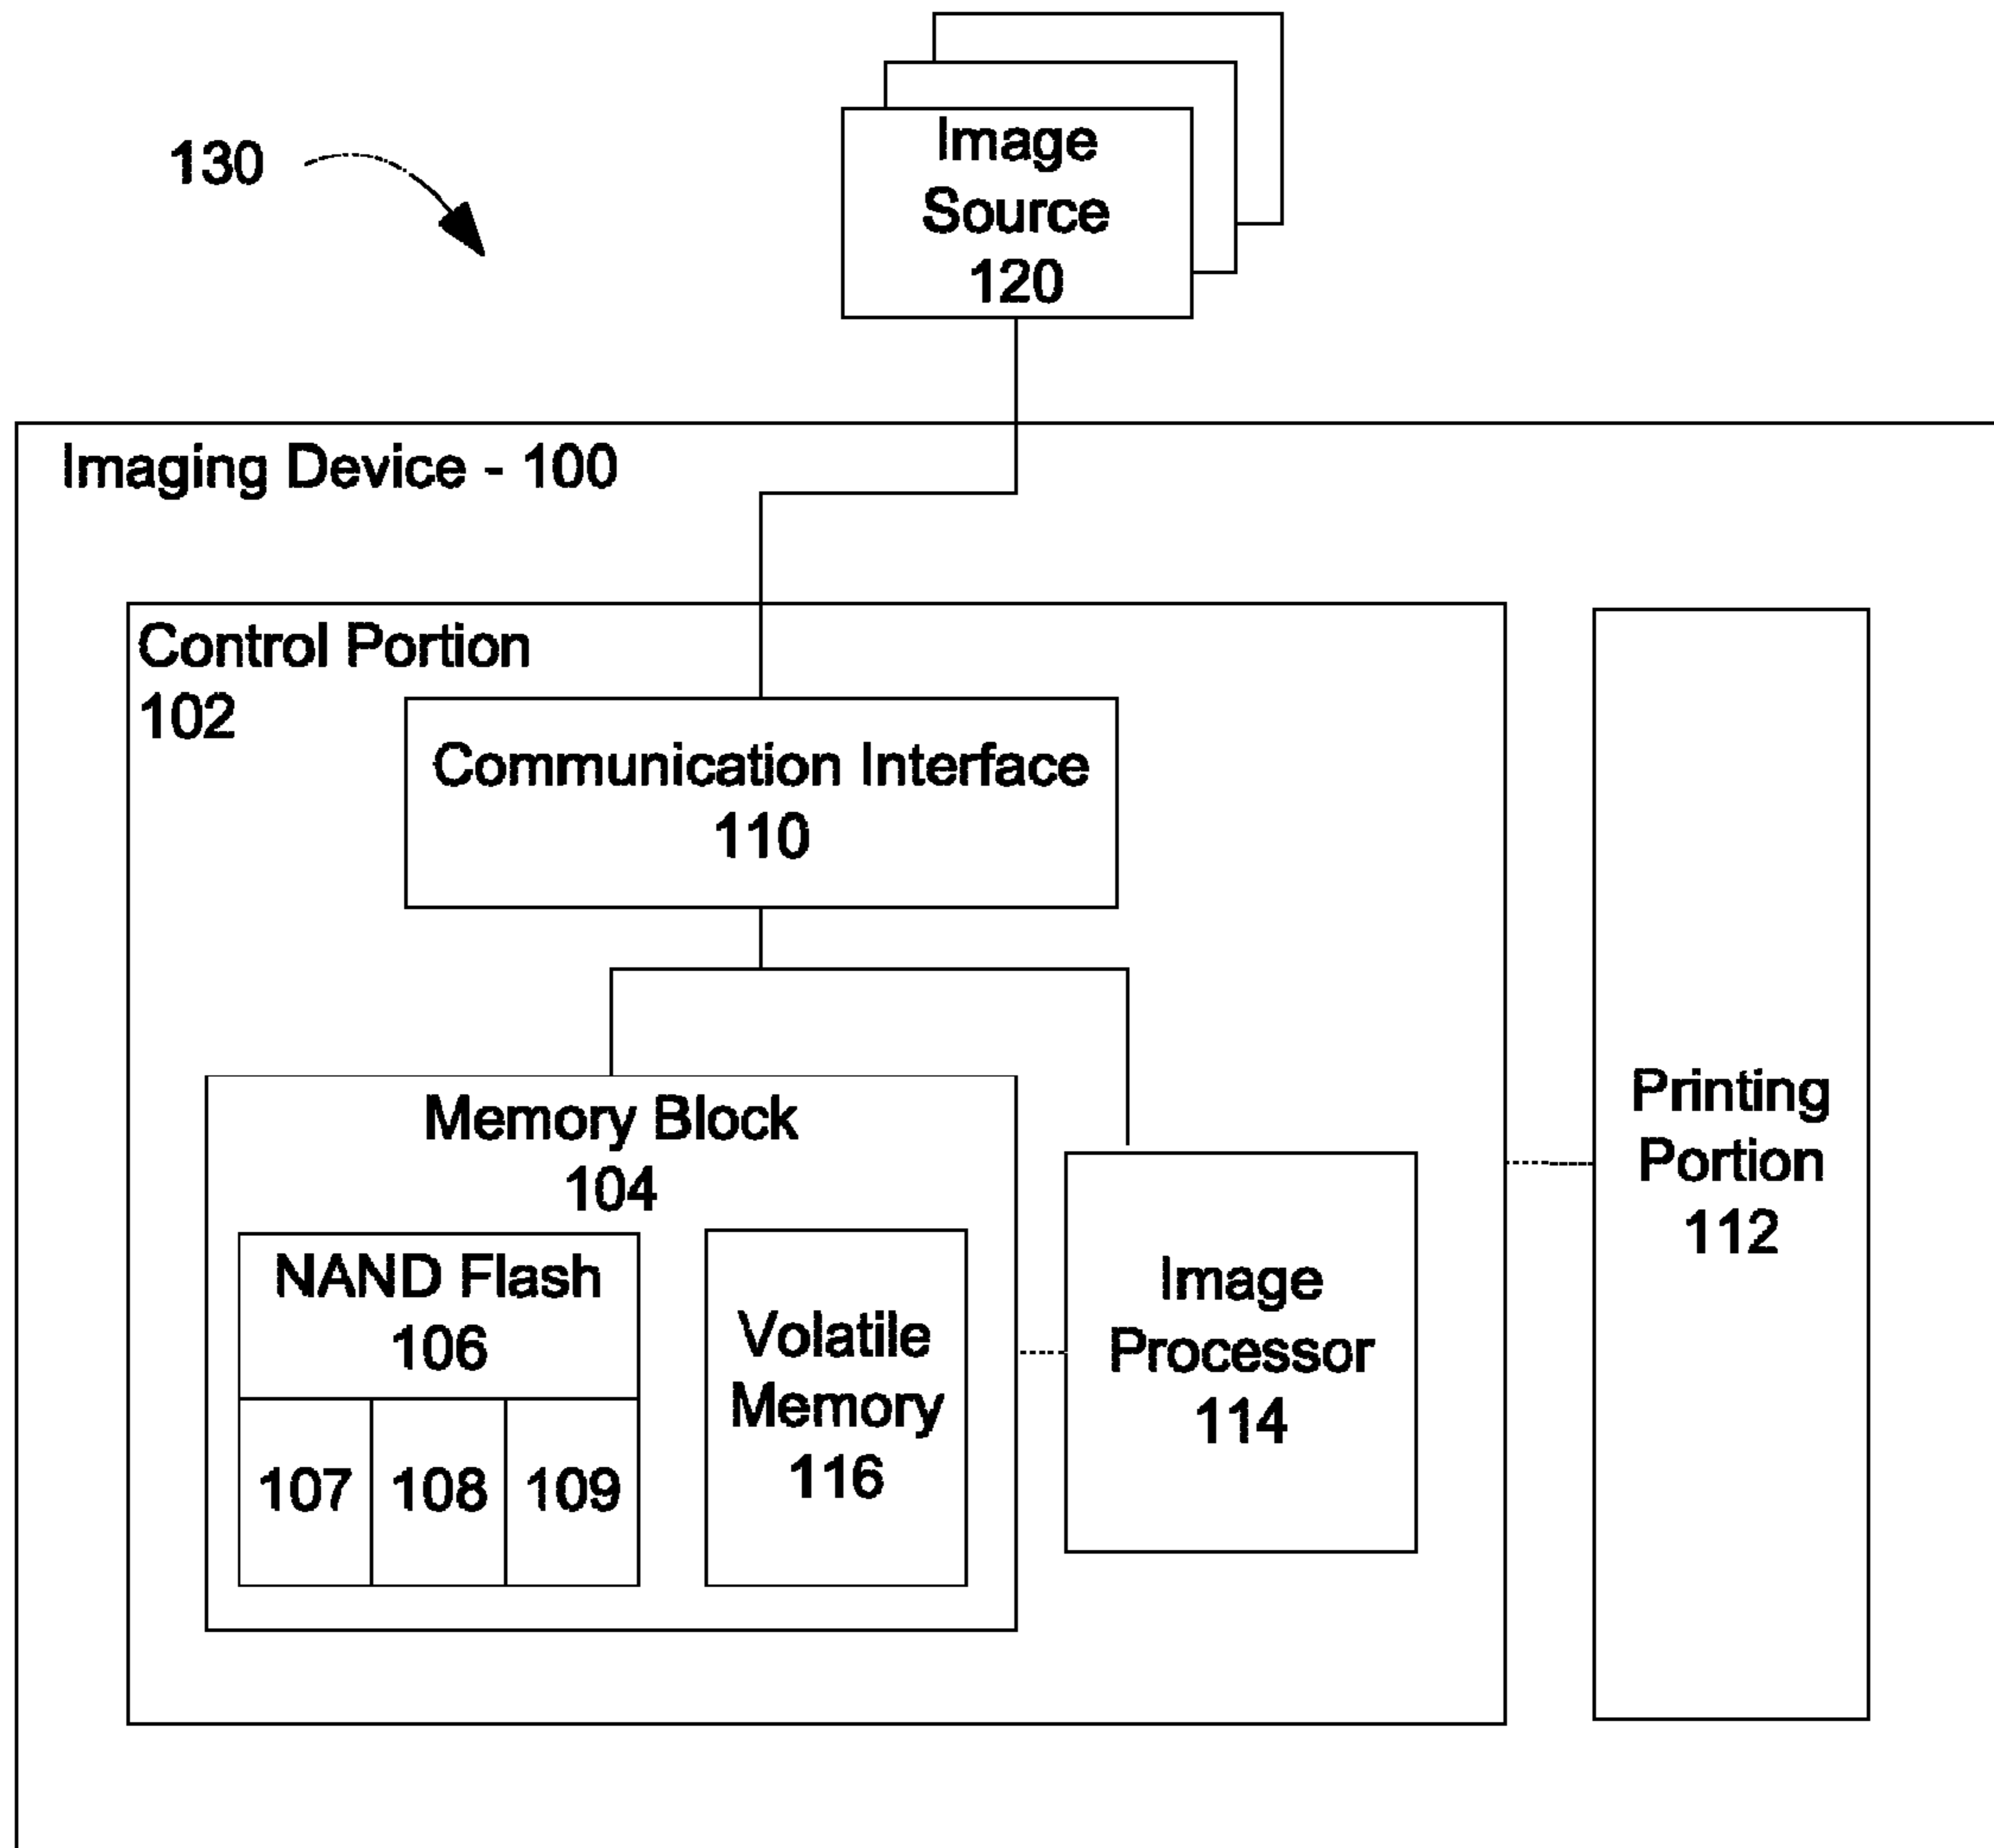 130
Image
Source
120
Imaging Device - 100
Control Portion
102
Communication Interface
110
Memory Block
104
NAND Flash
106
107 108 109
Volatile
Memory
116
Image
Processor
114
Printing
Portion
112